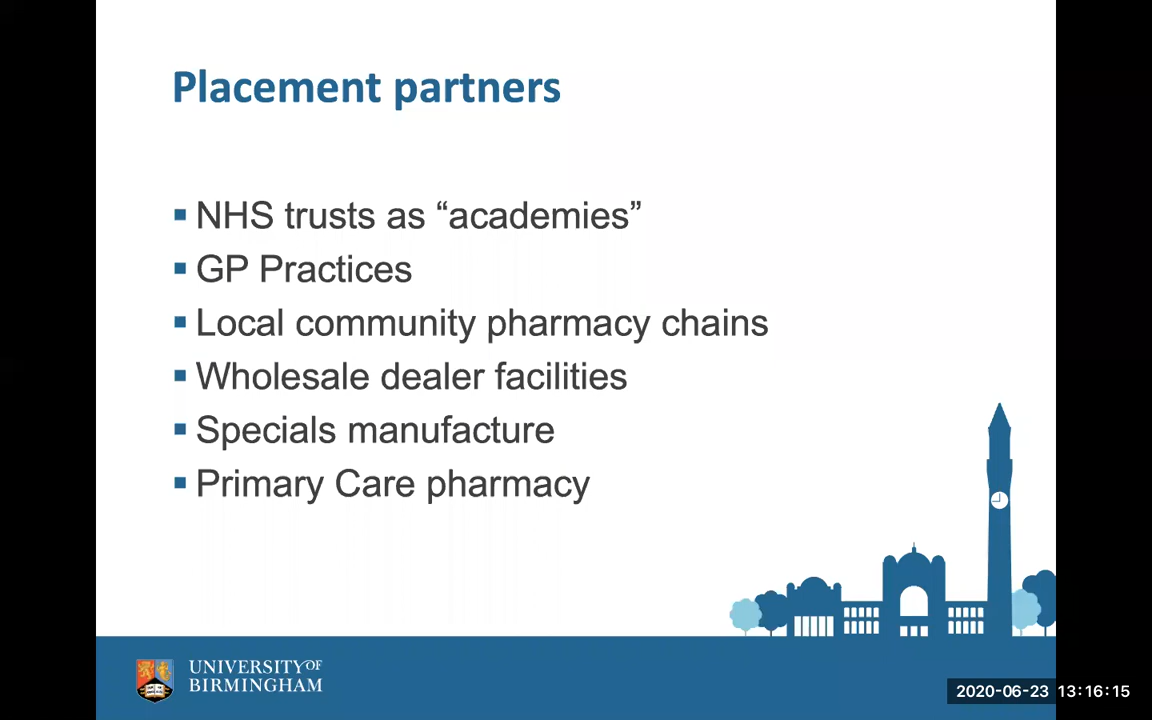 Placement partners
NHS trusts as “academies”
GP Practices
Local community pharmacy chains
Wholesale dealer facilities
Specials manufacture
Primary Care pharmacy
UNIVERSITY OF
BIRMINGHAM
2020-06-23 13:16:15